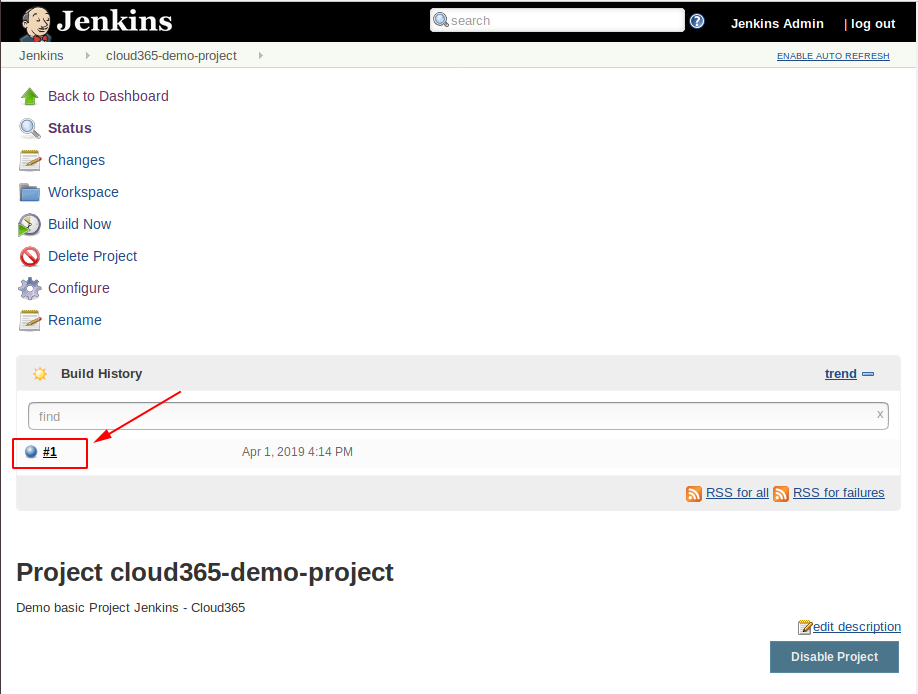 Jenkins
search
?
Jenkins Admin | log out
Jenkins cloud365-demo-project
ENABLE AUTO REFRESH
Back to Dashboard
Status
Changes
Workspace
Build Now
Delete Project
Configure
Rename
Build History
trend
find
x
#1 Apr 1, 2019 4:14 PM
RSS for all RSS for failures
Project cloud365-demo-project
Demo basic Project Jenkins - Cloud365
edit description
Disable Project